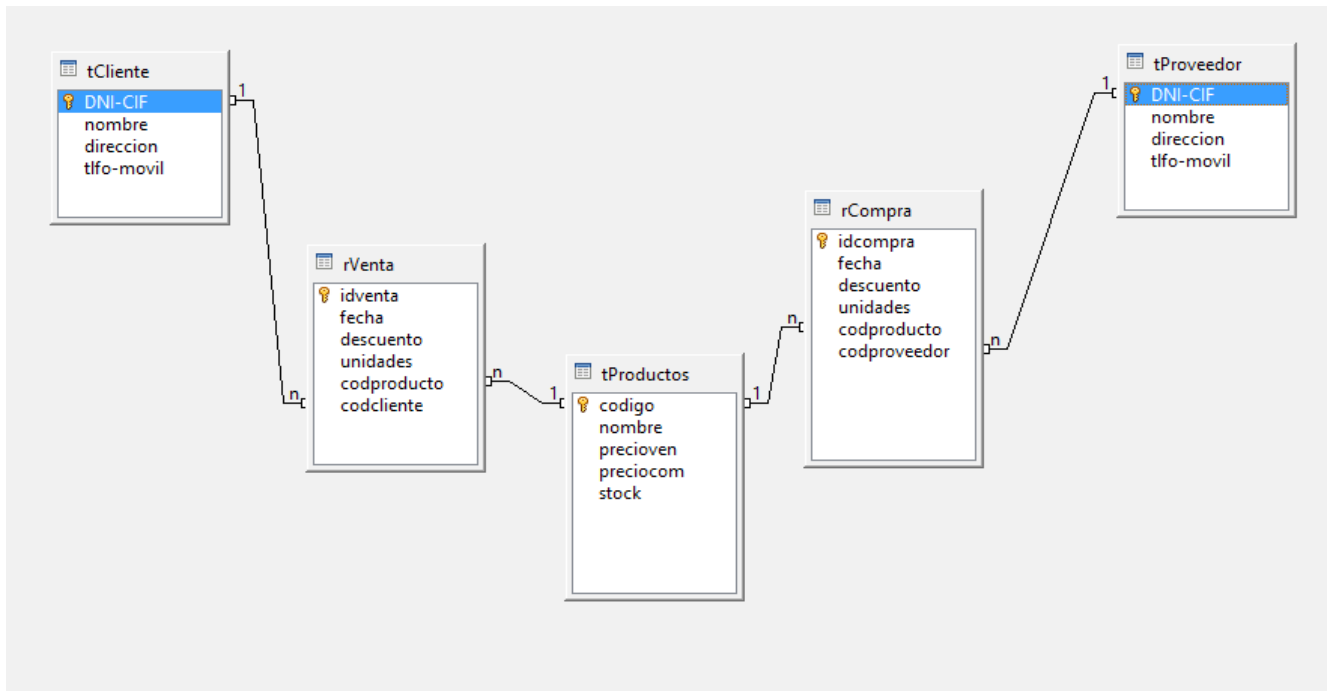 tCliente
DNI-CIF
nombre
direccion
tlfo-movil
1
n
rVenta
idventa
fecha
descuento
unidades
codproducto
codcliente
n
1
tProductos
codigo
nombre
precioven
preciocom
stock
1
n
rCompra
idcompra
fecha
descuento
unidades
codproducto
codproveedor
n
1
tProveedor
DNI-CIF
nombre
direccion
tlfo-movil